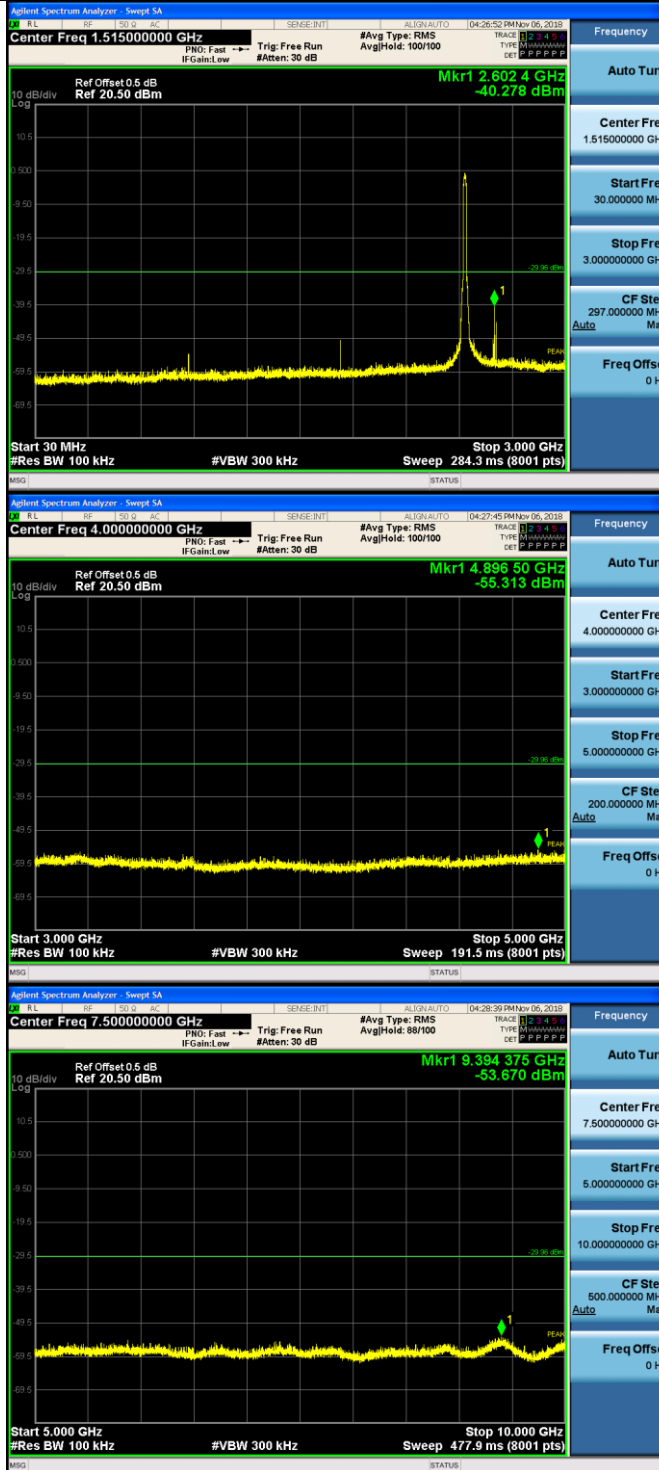 Agilent Spectrum Analyzer - Swept SA
RL RF 50 Ω AC SENSE:INT ALIGNAUTO 04:26:52 PM Nov 06, 2018
Center Freq 1.515000000 GHz
PNO: Fast
IFGain:Low
Trig: Free Run
#Atten: 30 dB
#Avg Type: RMS
Avg|Hold: 100/100
TRACE 1 2 3 4 5 6
TYPE M
DET P P P P P P
Ref Offset 0.5 dB
10 dB/div Ref 20.50 dBm
Log
Mkr1 2.602 4 GHz
-40.278 dBm
10.5
0.500
-9.50
-19.5
-29.5
-29.96 dBm
-39.5
1
-49.5
PEAK
-59.5
-69.5
Start 30 MHz Stop 3.000 GHz
#Res BW 100 kHz #VBW 300 kHz Sweep 284.3 ms (8001 pts)
MSG STATUS
Frequency
Auto Tun
Center Fre
1.515000000 GH
Start Fre
30.000000 MH
Stop Fre
3.000000000 GH
CF Ste
297.000000 MH
Auto Ma
Freq Offse
0 H
Agilent Spectrum Analyzer - Swept SA
RL RF 50 Ω AC SENSE:INT ALIGNAUTO 04:27:45 PM Nov 06, 2018
Center Freq 4.000000000 GHz
PNO: Fast
IFGain:Low
Trig: Free Run
#Atten: 30 dB
#Avg Type: RMS
Avg|Hold: 100/100
TRACE 1 2 3 4 5 6
TYPE M
DET P P P P P P
Ref Offset 0.5 dB
10 dB/div Ref 20.50 dBm
Log
Mkr1 4.896 50 GHz
-55.313 dBm
10.5
0.500
-9.50
-19.5
-29.5
-29.96 dBm
-39.5
-49.5
1
PEAK
-59.5
-69.5
Start 3.000 GHz Stop 5.000 GHz
#Res BW 100 kHz #VBW 300 kHz Sweep 191.5 ms (8001 pts)
MSG STATUS
Frequency
Auto Tun
Center Fre
4.000000000 GH
Start Fre
3.000000000 GH
Stop Fre
5.000000000 GH
CF Ste
200.000000 MH
Auto Ma
Freq Offse
0 H
Agilent Spectrum Analyzer - Swept SA
RL RF 50 Ω AC SENSE:INT ALIGNAUTO 04:28:39 PM Nov 06, 2018
Center Freq 7.500000000 GHz
PNO: Fast
IFGain:Low
Trig: Free Run
#Atten: 30 dB
#Avg Type: RMS
Avg|Hold: 88/100
TRACE 1 2 3 4 5 6
TYPE M
DET P P P P P P
Ref Offset 0.5 dB
10 dB/div Ref 20.50 dBm
Log
Mkr1 9.394 375 GHz
-53.670 dBm
10.5
0.500
-9.50
-19.5
-29.5
-29.96 dBm
-39.5
-49.5
1
PEAK
-59.5
-69.5
Start 5.000 GHz Stop 10.000 GHz
#Res BW 100 kHz #VBW 300 kHz Sweep 477.9 ms (8001 pts)
MSG STATUS
Frequency
Auto Tun
Center Fre
7.500000000 GH
Start Fre
5.000000000 GH
Stop Fre
10.000000000 GH
CF Ste
500.000000 MH
Auto Ma
Freq Offse
0 H